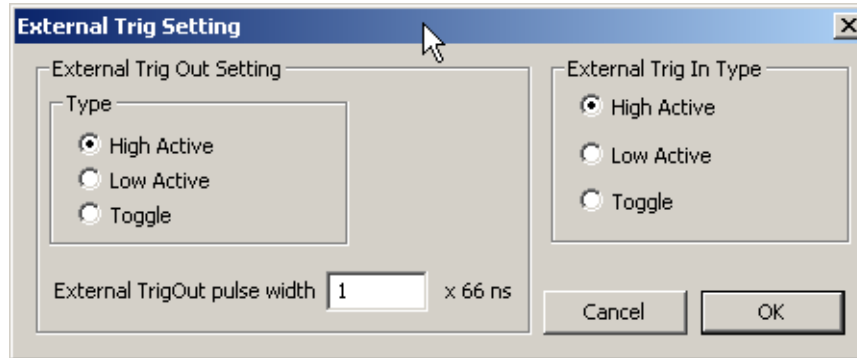 External Trig Setting
External Trig Out Setting
Type
High Active
Low Active
Toggle
External TrigOut pulse width 1 x 66 ns
External Trig In Type
High Active
Low Active
Toggle
Cancel OK